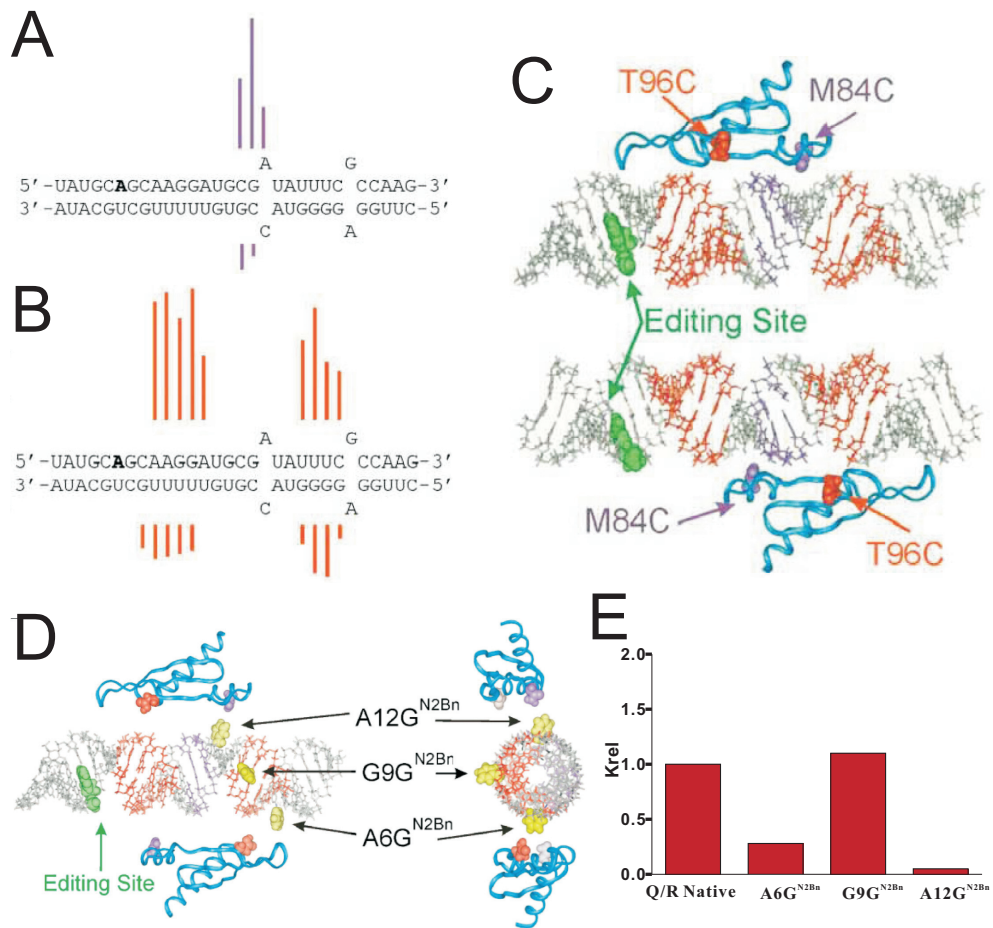 A
A G
5′-UAUGCAGCAAGGAUGCG UAUUUC CCAAG-3′
3′-AUACGUCGUUUUUGUGC AUGGGG GGUUC-5′
C A
B
A G
5′-UAUGCAGCAAGGAUGCG UAUUUC CCAAG-3′
3′-AUACGUCGUUUUUGUGC AUGGGG GGUUC-5′
C A
C
T96C
M84C
Editing Site
M84C
T96C
D
A12G^N2Bn
G9G^N2Bn
A6G^N2Bn
Editing Site
E
2.0
1.5
1.0
0.5
0.0
Krel
Q/R Native A6G^N2Bn G9G^N2Bn A12G^N2Bn